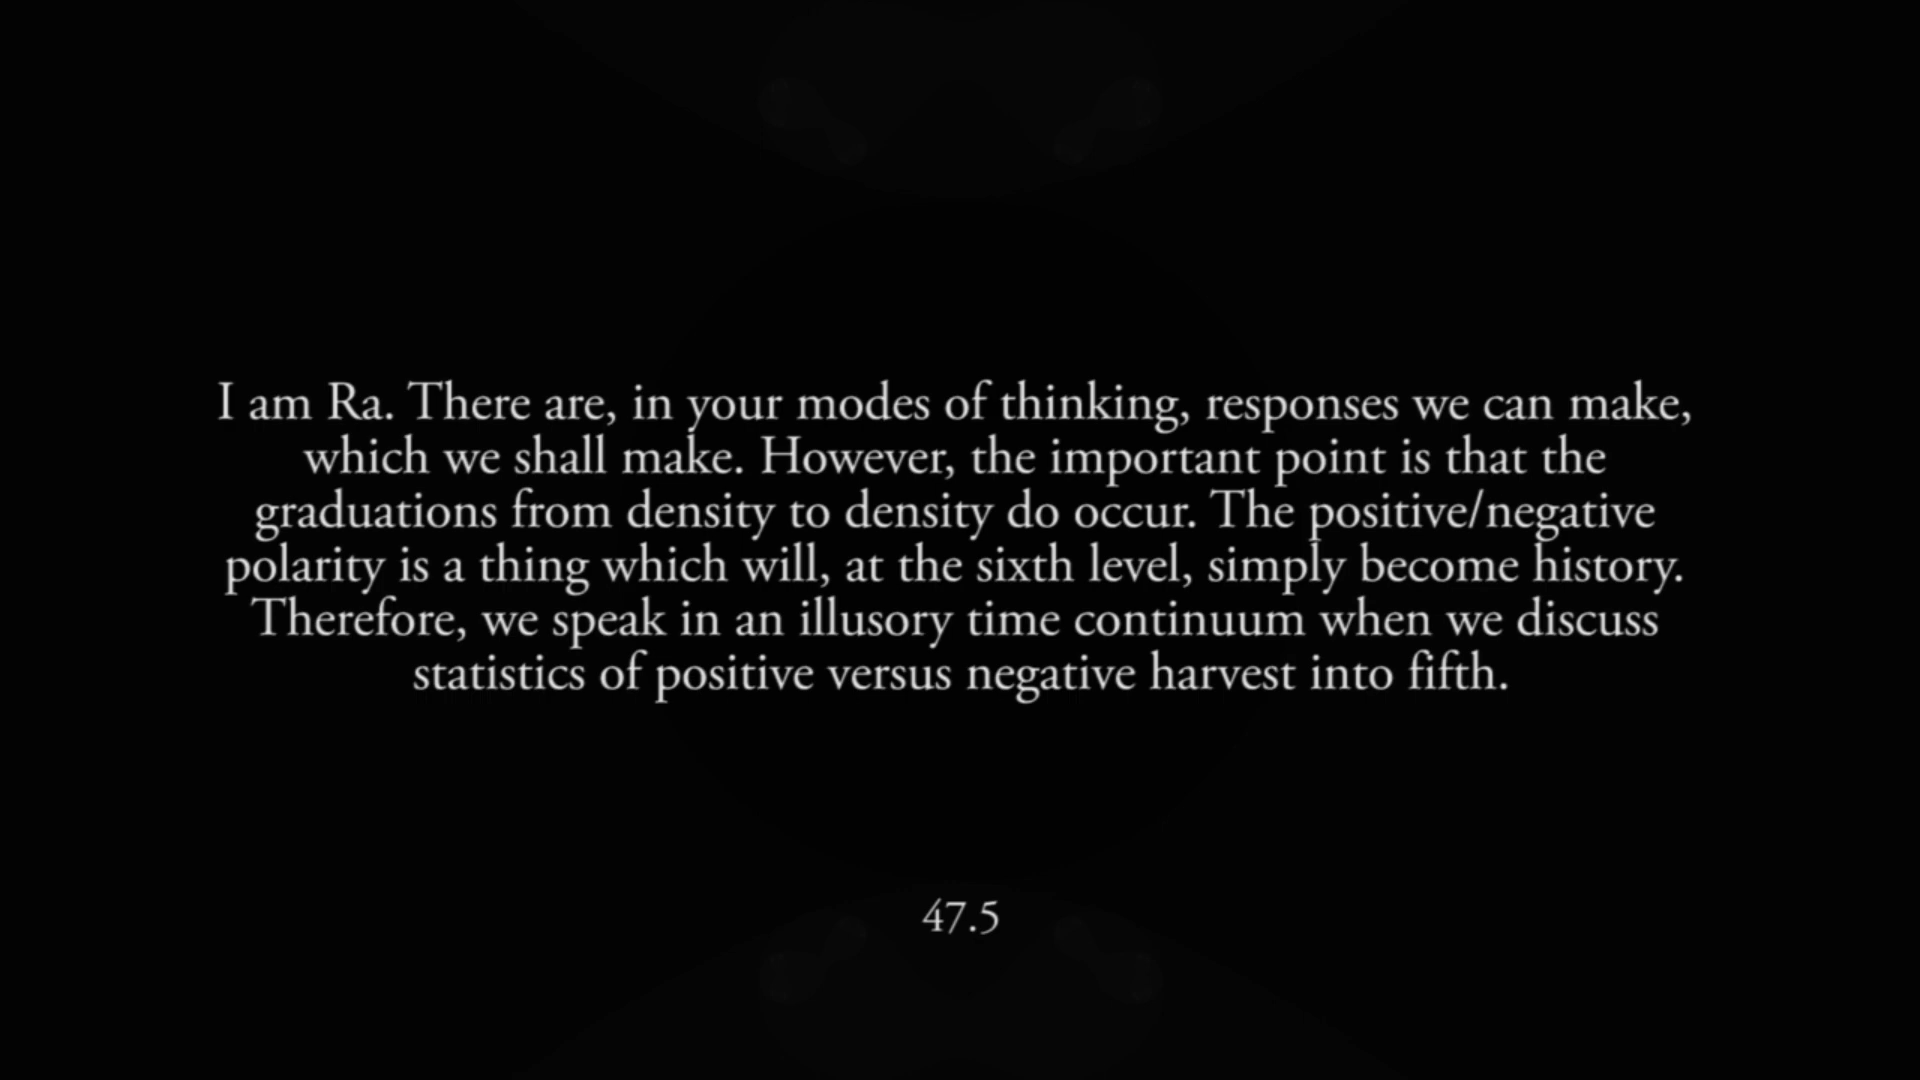 I am Ra. There are, in your modes of thinking, responses we can make,
which we shall make. However, the important point is that the
graduations from density to density do occur. The positive/negative
polarity is a thing which will, at the sixth level, simply become history.
Therefore, we speak in an illusory time continuum when we discuss
statistics of positive versus negative harvest into fifth.
47.5